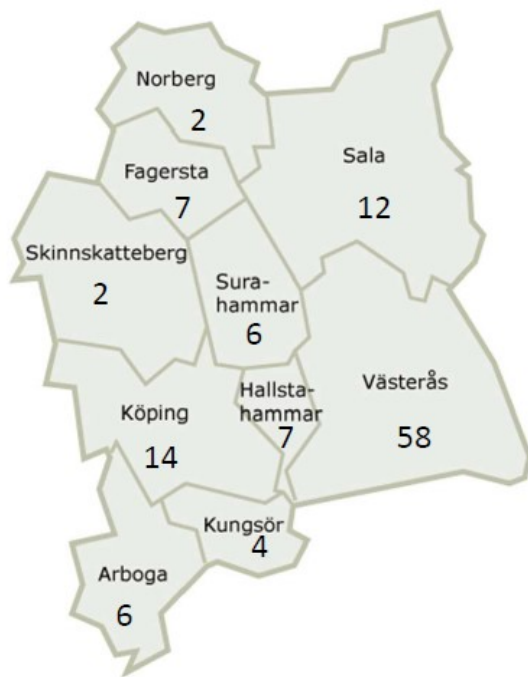 Norberg
2
Sala
12
Fagersta
7
Skinnskatteberg
2
Sura-
hammar
6
Västerås
58
Hallsta-
hammar
7
Köping
14
Kungsör
4
Arboga
6